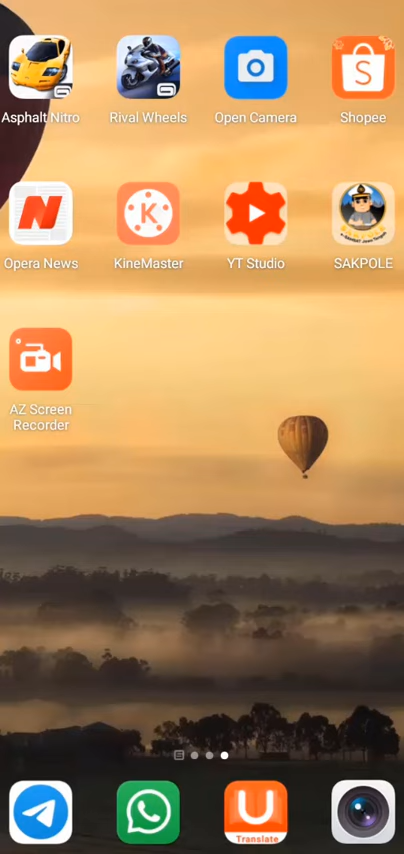 Asphalt Nitro
Rival Wheels
Open Camera
Shopee
Opera News
KineMaster
YT Studio
SAKPOLE
AZ Screen
Recorder
Translate